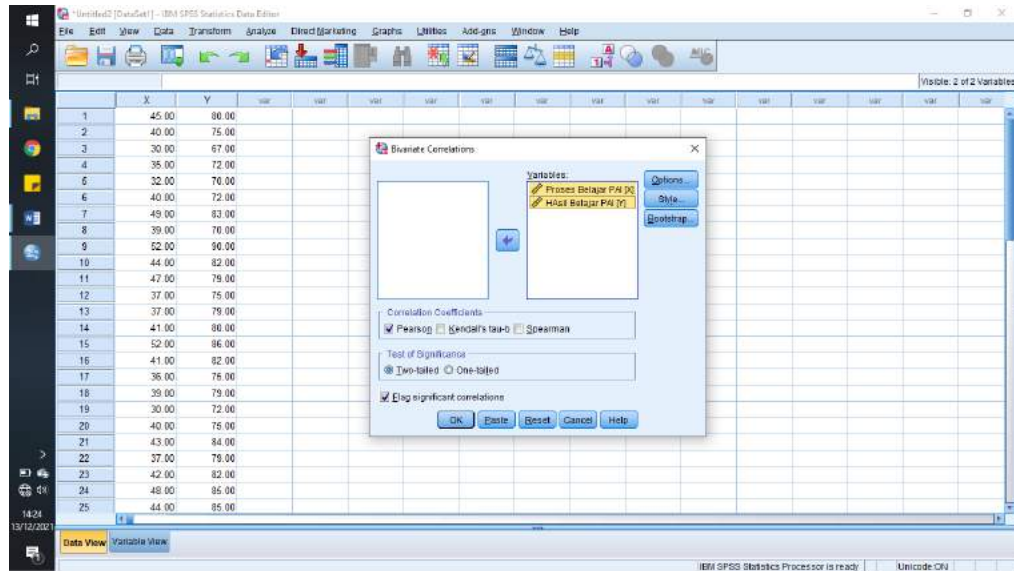 *Untitled2 [DataSet1] - IBM SPSS Statistics Data Editor
File Edit View Data Transform Analyze Direct Marketing Graphs Utilities Add-ons Window Help
Visible: 2 of 2 Variables
X Y var var var var var var var var var var var var var var
1 45.00 80.00
2 40.00 75.00
3 30.00 67.00
4 35.00 72.00
5 32.00 70.00
6 40.00 72.00
7 49.00 83.00
8 39.00 70.00
9 52.00 90.00
10 44.00 82.00
11 47.00 79.00
12 37.00 75.00
13 37.00 79.00
14 41.00 80.00
15 52.00 86.00
16 41.00 82.00
17 36.00 76.00
18 39.00 79.00
19 30.00 72.00
20 40.00 75.00
21 43.00 84.00
22 37.00 79.00
23 42.00 82.00
24 48.00 85.00
25 44.00 85.00
Bivariate Correlations
Variables:
Proses Belajar PAI [X]
HAsil Belajar PAI [Y]
Options...
Style...
Bootstrap...
Correlation Coefficients
Pearson Kendall's tau-b Spearman
Test of Significance
Two-tailed One-tailed
Flag significant correlations
OK Paste Reset Cancel Help
Data View Variable View
IBM SPSS Statistics Processor is ready Unicode:ON
14:24
13/12/2021